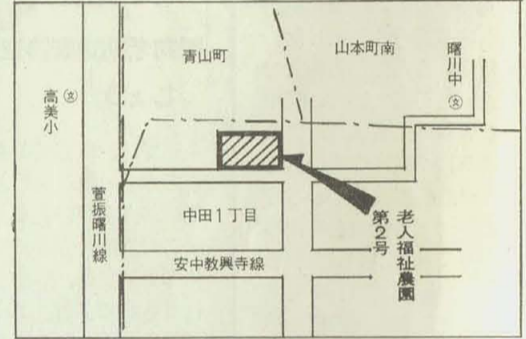 青山町
山本町南
曙川中
文
高美小
文
萱振曙川線
中田1丁目
安中教興寺線
老人福祉農園
第2号